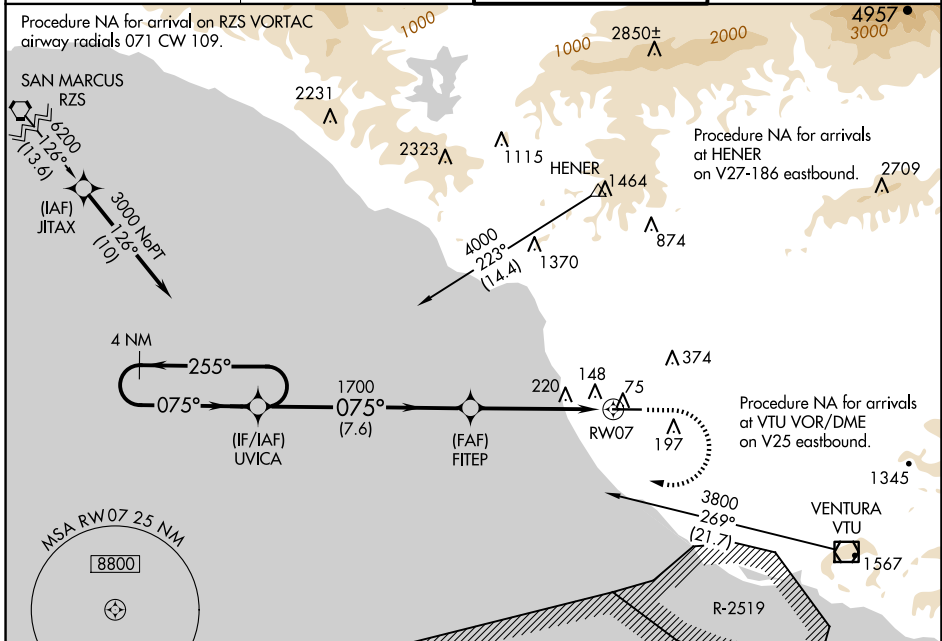 Procedure NA for arrival on RZS VORTAC
airway radials 071 CW 109.
4957
3000
2850±
2000
1000
1000
SAN MARCUS
RZS
2231
6200
126°
(13.6)
2323
1115
Procedure NA for arrivals
at HENER
on V27-186 eastbound.
HENER
1464
2709
(IAF)
JITAX
3000 NoPT
126°
(10)
874
4000
223°
(14.4)
1370
4 NM
255°
374
148
220
75
1700
075°
075°
(7.6)
Procedure NA for arrivals
at VTU VOR/DME
on V25 eastbound.
RW07
197
(IF/IAF)
UVICA
(FAF)
FITEP
1345
3800
269°
(21.7)
VENTURA
VTU
MSA RW07 25 NM
8800
1567
R-2519